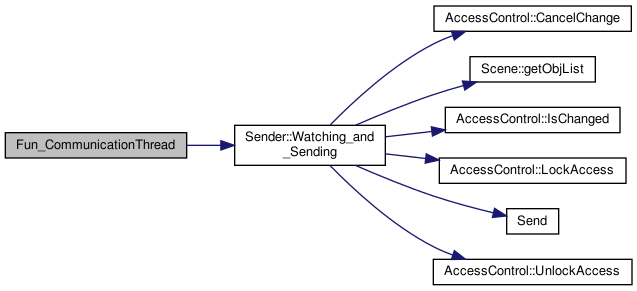 Fun_CommunicationThread
Sender::Watching_and
_Sending
AccessControl::CancelChange
Scene::getObjList
AccessControl::IsChanged
AccessControl::LockAccess
Send
AccessControl::UnlockAccess